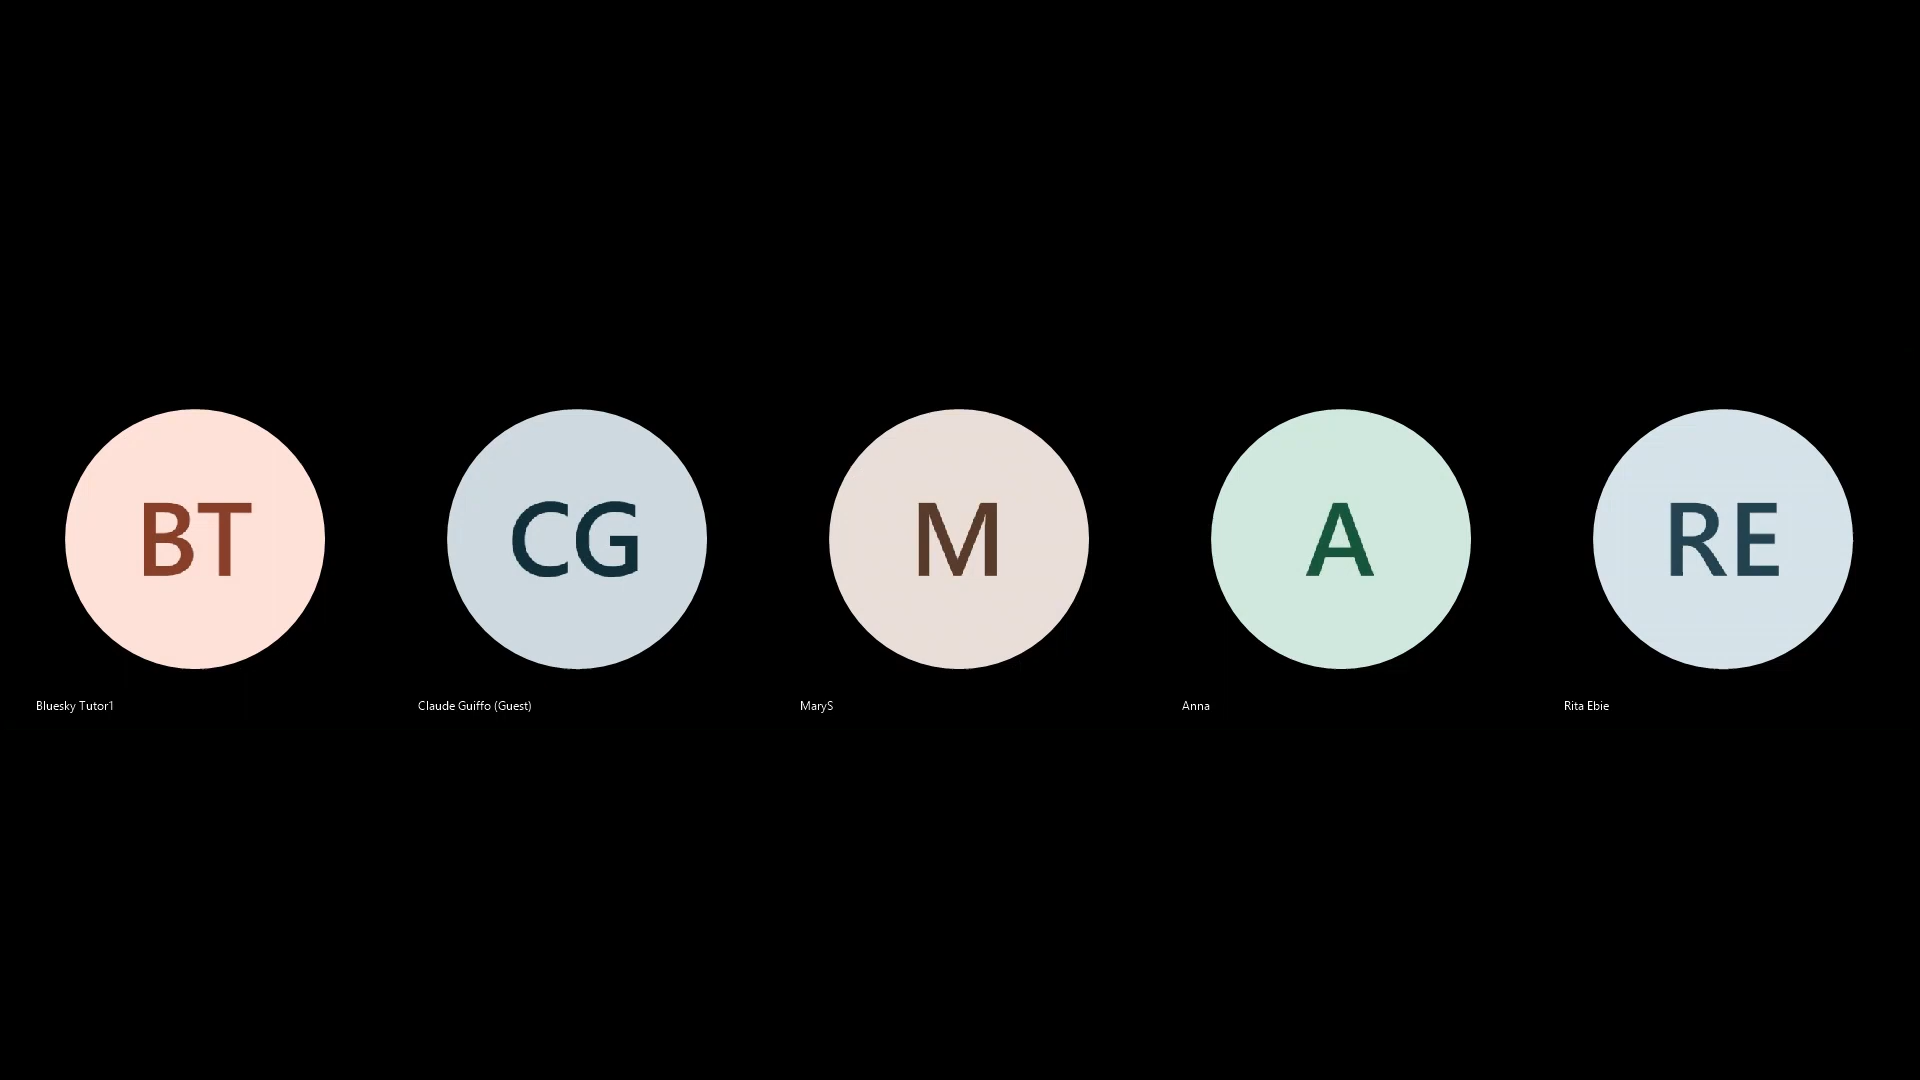 BT
CG
M
A
RE
Bluesky Tutor1
Claude Guiffo (Guest)
MaryS
Anna
Rita Ebie